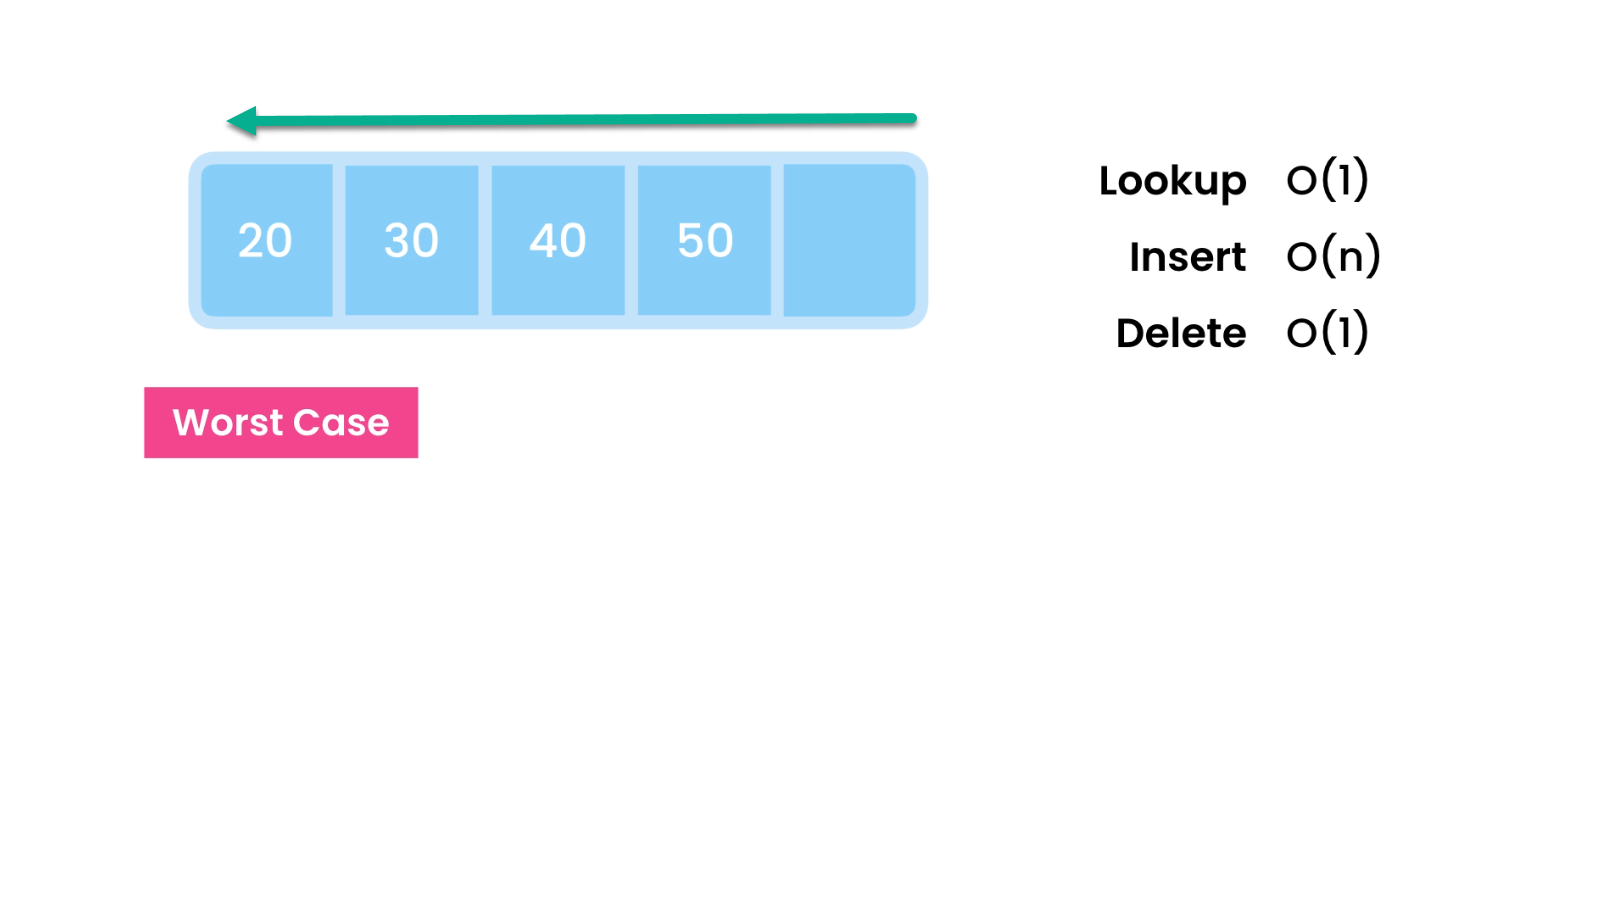 20 30 40 50
Lookup O(1)
Insert O(n)
Delete O(1)
Worst Case